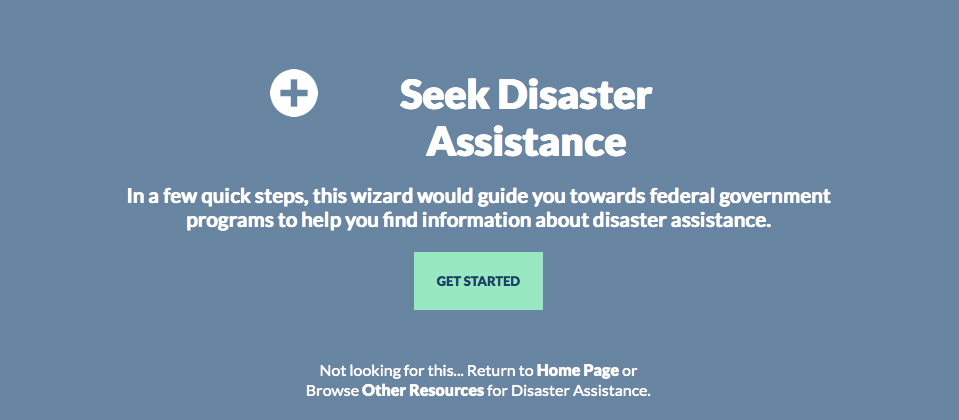 Seek Disaster
Assistance
In a few quick steps, this wizard would guide you towards federal government
programs to help you find information about disaster assistance.
GET STARTED
Not looking for this... Return to Home Page or
Browse Other Resources for Disaster Assistance.